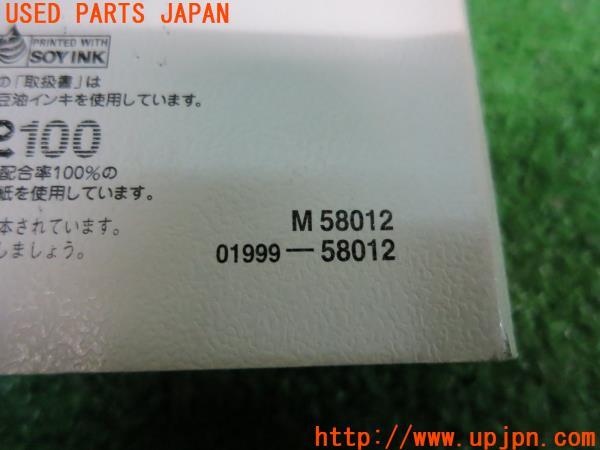 USED PARTS JAPAN
PRINTED WITH
SOY INK
の「取扱書」は
豆油インキを使用しています。
100
配合率100%の
紙を使用しています。
本されています。
しましょう。
M 58012
01999－58012
http://www.upjpn.com/